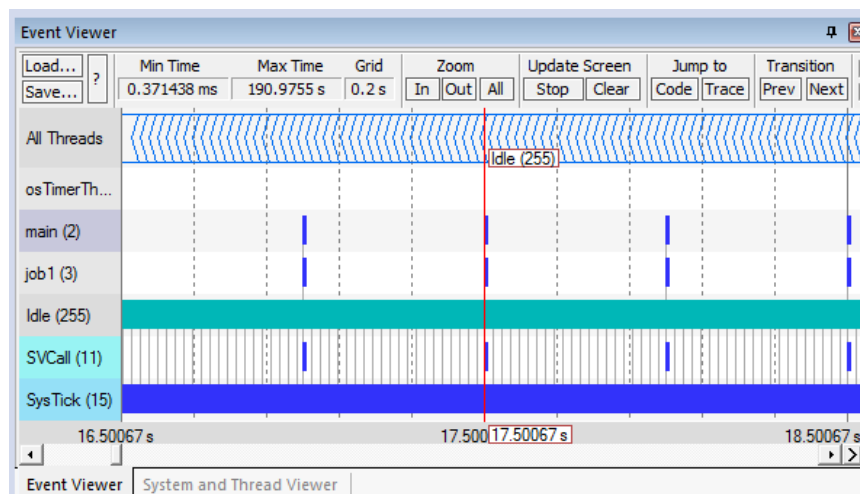 Event Viewer
Load... ? Min Time Max Time Grid Zoom Update Screen Jump to Transition
Save... 0.371438 ms 190.9755 s 0.2 s In Out All Stop Clear Code Trace Prev Next
All Threads
Idle (255)
osTimerTh...
main (2)
job1 (3)
Idle (255)
SVCall (11)
SysTick (15)
16.50067 s 17.500 17.50067 s 18.50067 s
Event Viewer System and Thread Viewer